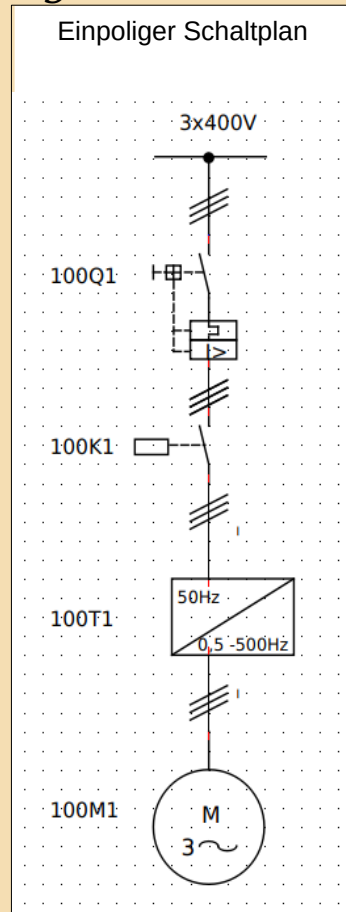 Einpoliger Schaltplan
3x400V
100Q1
I>
100K1
100T1
50Hz
0,5 -500Hz
100M1
M
3~